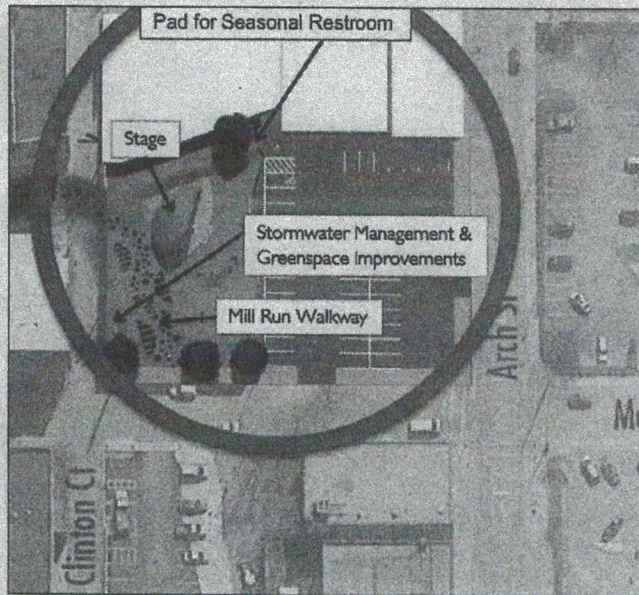 Pad for Seasonal Restroom
Stage
Stormwater Management &
Greenspace Improvements
Mill Run Walkway
Arch St
Clinton Ct